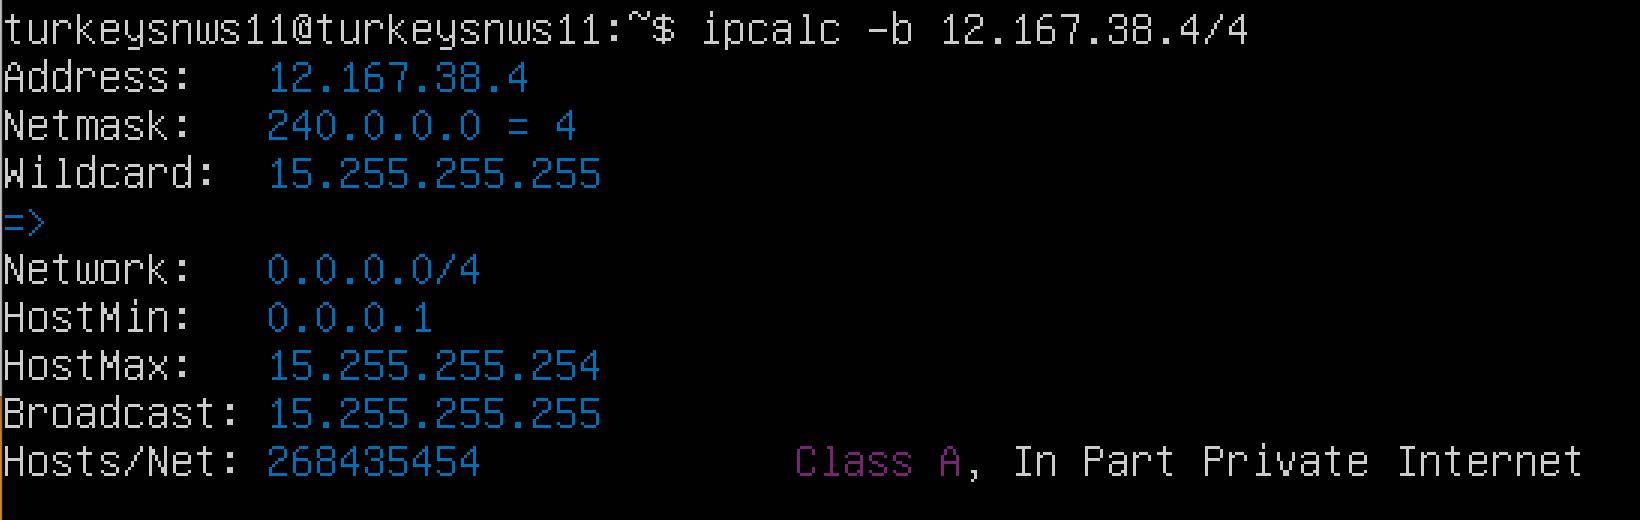 turkeysnws11@turkeysnws11:~$ ipcalc -b 12.167.38.4/4
Address:   12.167.38.4
Netmask:   240.0.0.0 = 4
Wildcard:  15.255.255.255
=>
Network:   0.0.0.0/4
HostMin:   0.0.0.1
HostMax:   15.255.255.254
Broadcast: 15.255.255.255
Hosts/Net: 268435454             Class A, In Part Private Internet